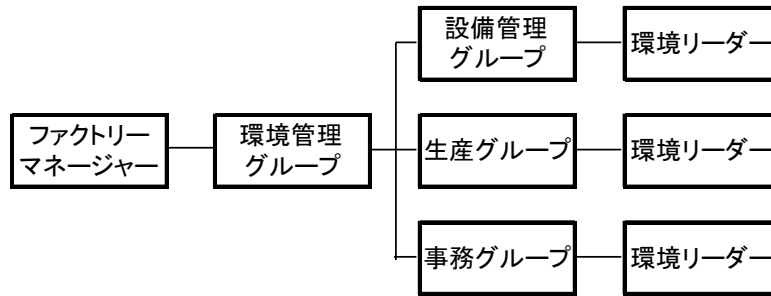 ファクトリー
マネージャー
環境管理
グループ
設備管理
グループ
環境リーダー
生産グループ
環境リーダー
事務グループ
環境リーダー